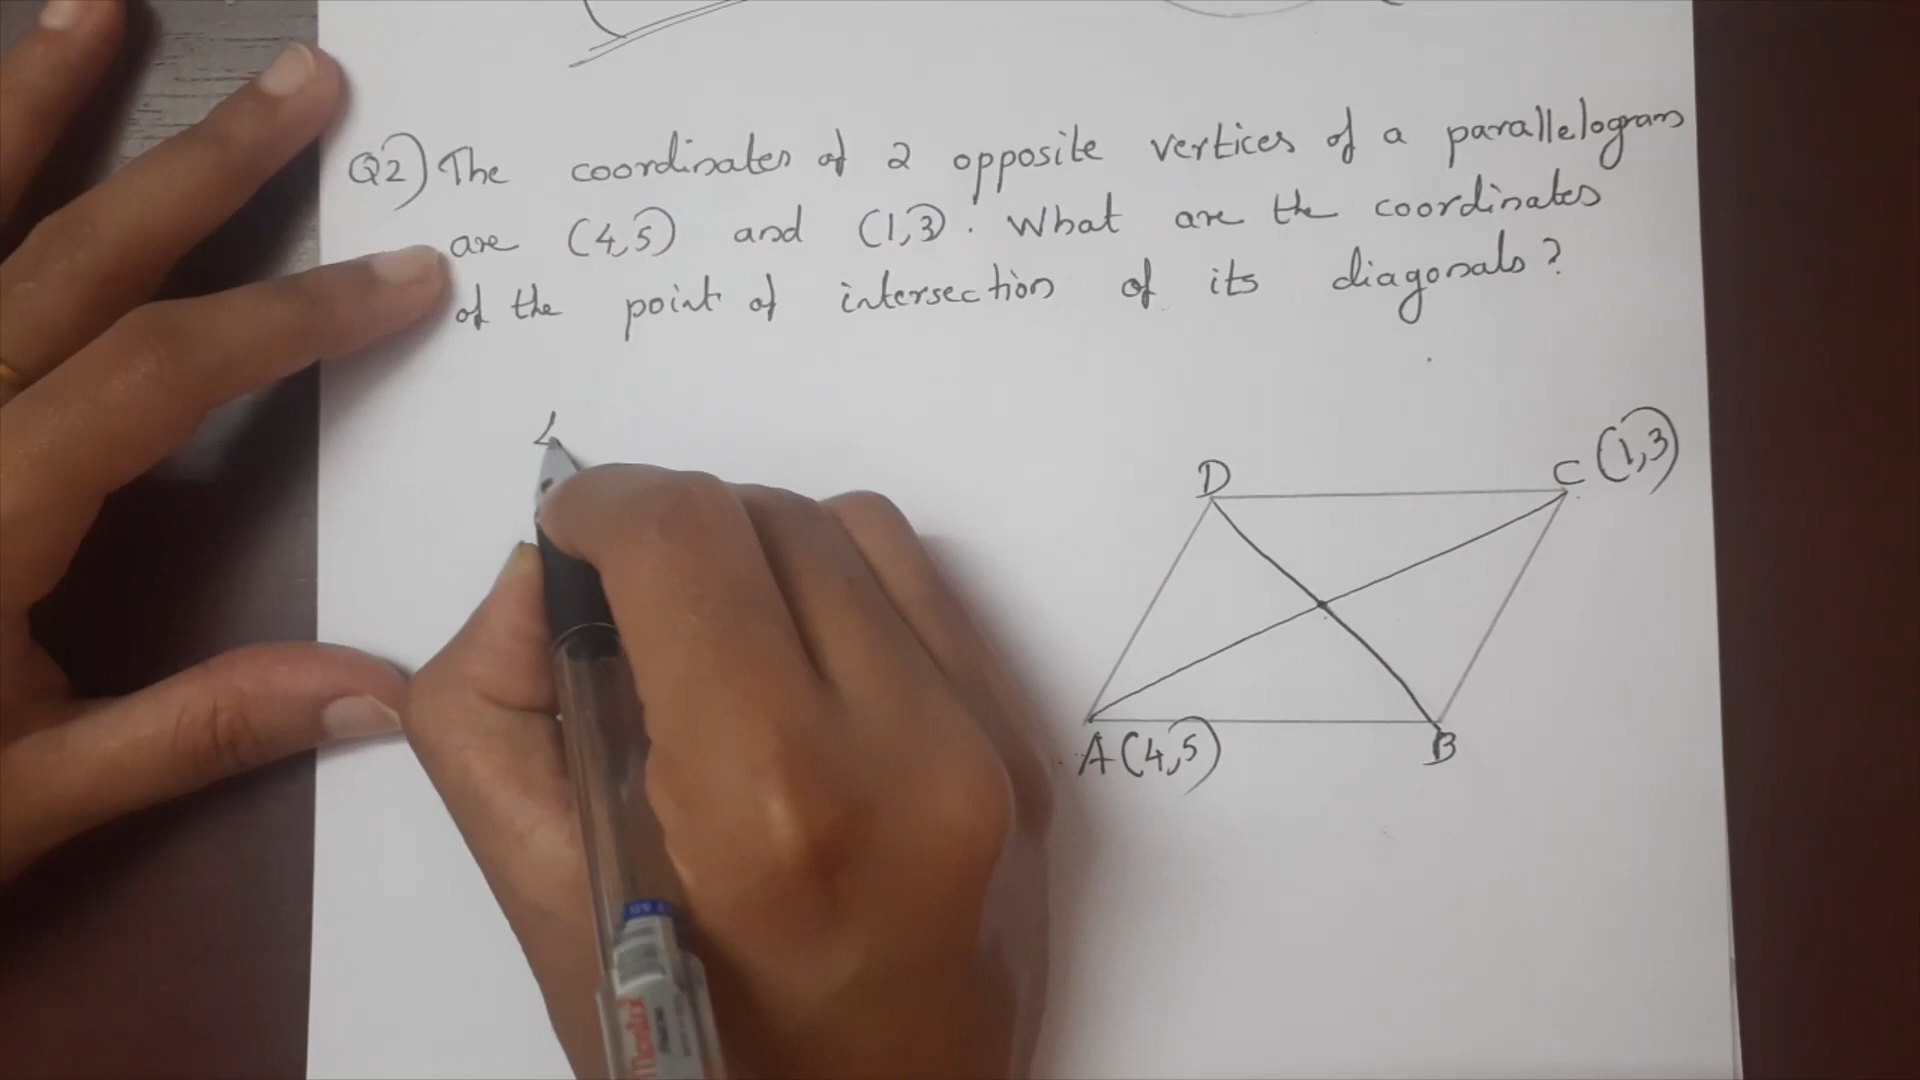 Q2) The coordinates of 2 opposite vertices of a parallelogram
are (4,5) and (1,3). What are the coordinates
of the point of intersection of its diagonals?
D
C (1,3)
A (4,5)
B